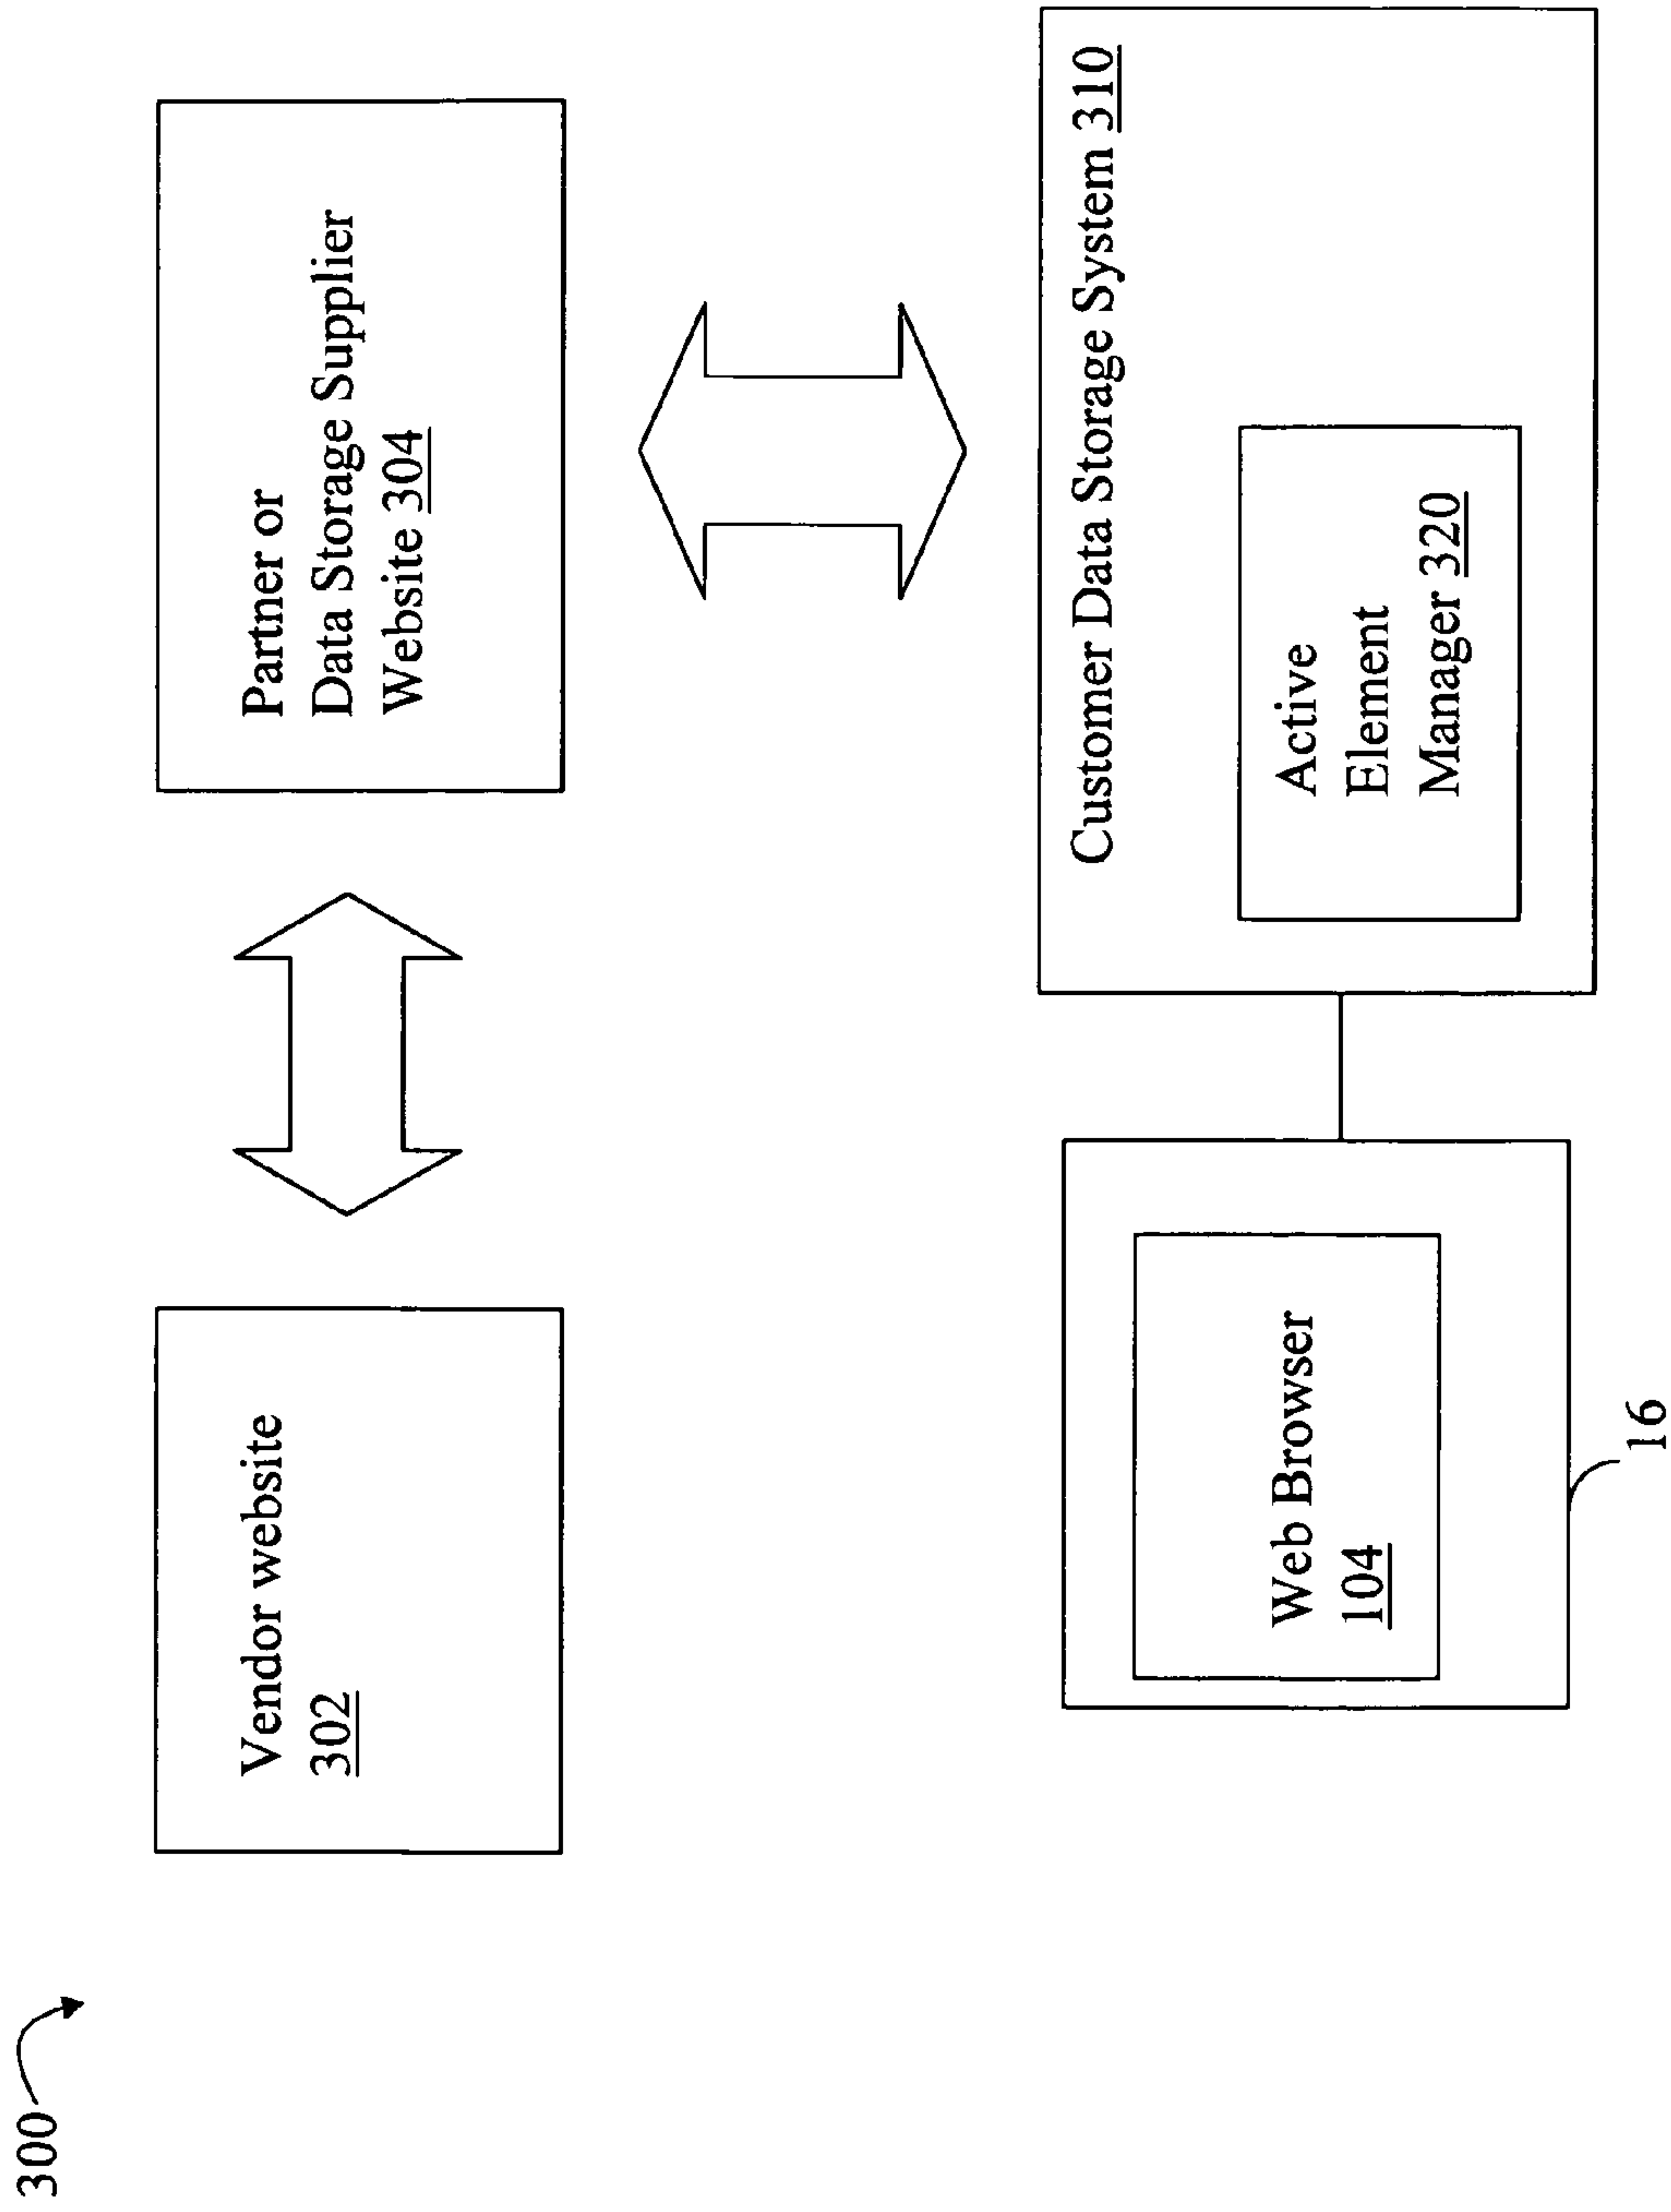 300
Vendor website
302
Partner or
Data Storage Supplier
Website 304
Web Browser
104
16
Customer Data Storage System 310
Active
Element
Manager 320